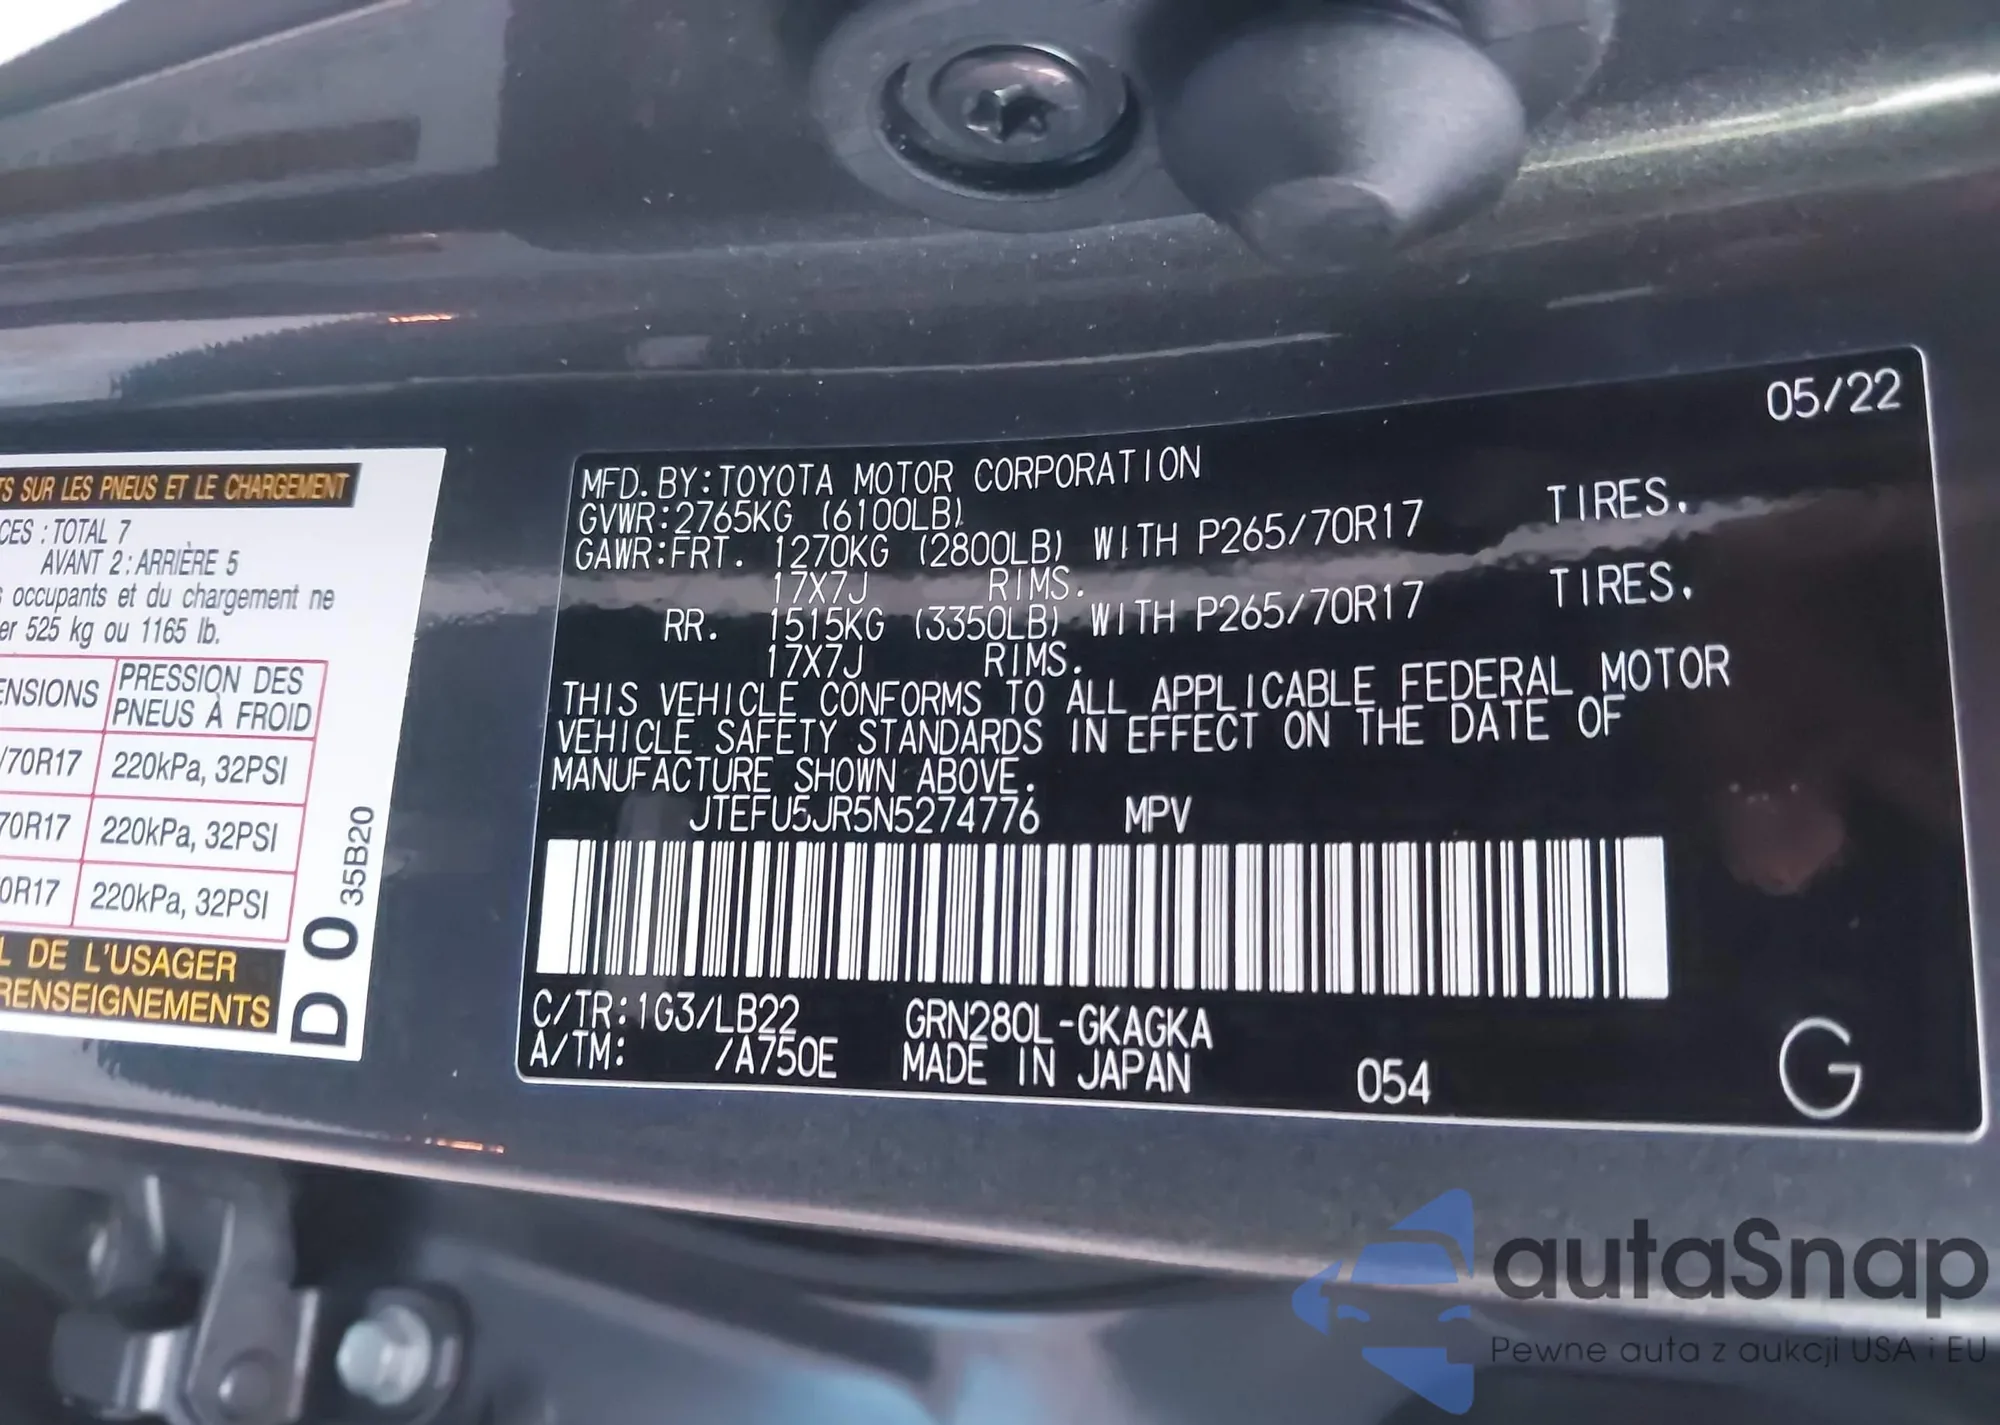 TS SUR LES PNEUS ET LE CHARGEMENT
CES : TOTAL 7
AVANT 2 : ARRIÈRE 5
s occupants et du chargement ne
er 525 kg ou 1165 lb.
ENSIONS PRESSION DES
PNEUS À FROID
/70R17 220kPa, 32PSI
70R17 220kPa, 32PSI
0R17 220kPa, 32PSI
L DE L'USAGER
RENSEIGNEMENTS
D O 35B20
05/22
MFD. BY:TOYOTA MOTOR CORPORATION
GVWR:2765KG (6100LB)
GAWR:FRT. 1270KG (2800LB) WITH P265/70R17 TIRES.
17X7J RIMS.
RR. 1515KG (3350LB) WITH P265/70R17 TIRES.
17X7J RIMS.
THIS VEHICLE CONFORMS TO ALL APPLICABLE FEDERAL MOTOR
VEHICLE SAFETY STANDARDS IN EFFECT ON THE DATE OF
MANUFACTURE SHOWN ABOVE.
JTEFU5JR5N5274776 MPV
C/TR:1G3/LB22 GRN280L-GKAGKA
A/TM: /A750E MADE IN JAPAN 054 G
autaSnap
Pewne auta z aukcji USA i EU